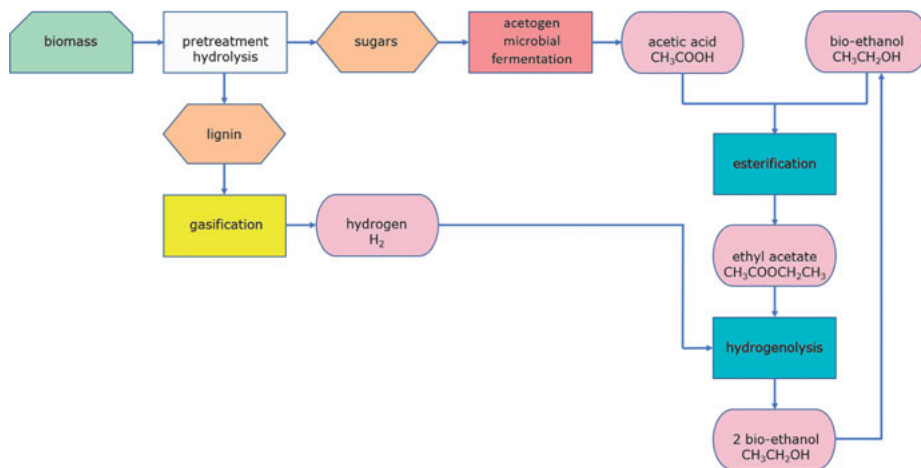 biomass
pretreatment
hydrolysis
sugars
acetogen
microbial
fermentation
acetic acid
CH₃COOH
bio-ethanol
CH₃CH₂OH
lignin
esterification
gasification
hydrogen
H₂
ethyl acetate
CH₃COOCH₂CH₃
hydrogenolysis
2 bio-ethanol
CH₃CH₂OH